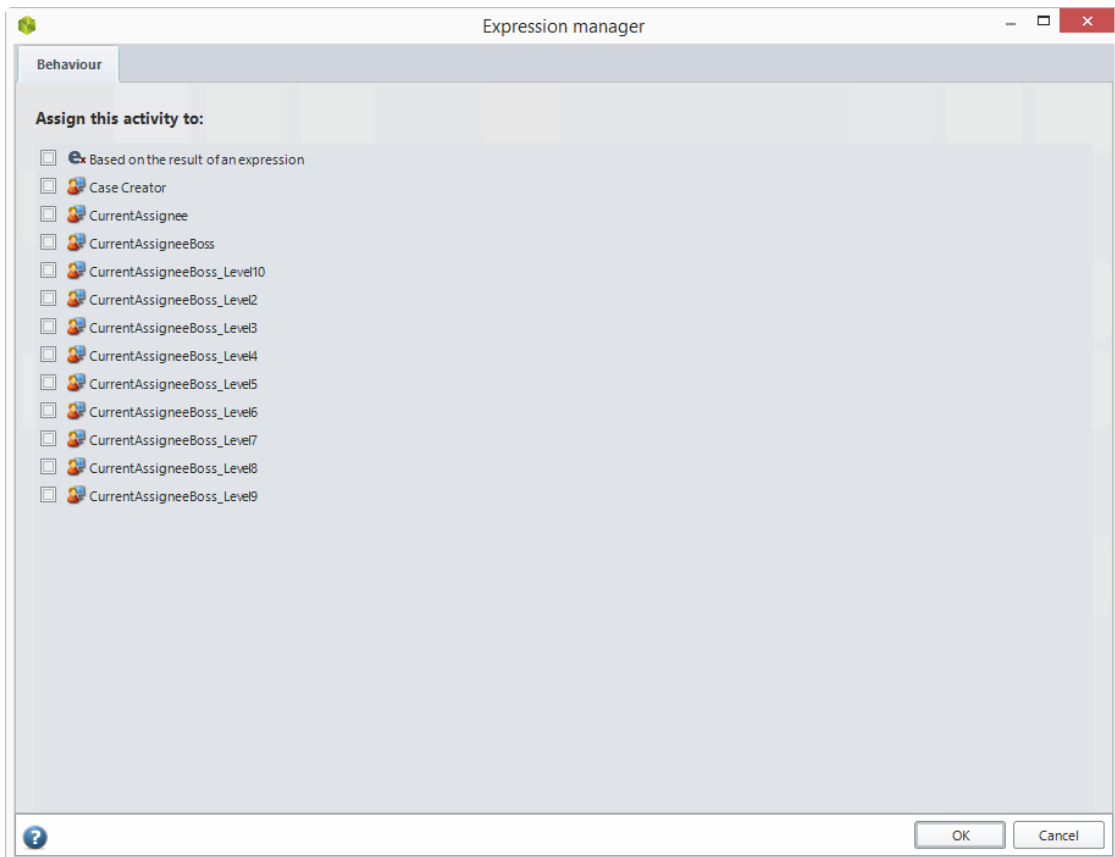 Expression manager
Behaviour
Assign this activity to:
Based on the result of an expression
Case Creator
CurrentAssignee
CurrentAssigneeBoss
CurrentAssigneeBoss_Level10
CurrentAssigneeBoss_Level2
CurrentAssigneeBoss_Level3
CurrentAssigneeBoss_Level4
CurrentAssigneeBoss_Level5
CurrentAssigneeBoss_Level6
CurrentAssigneeBoss_Level7
CurrentAssigneeBoss_Level8
CurrentAssigneeBoss_Level9
OK Cancel